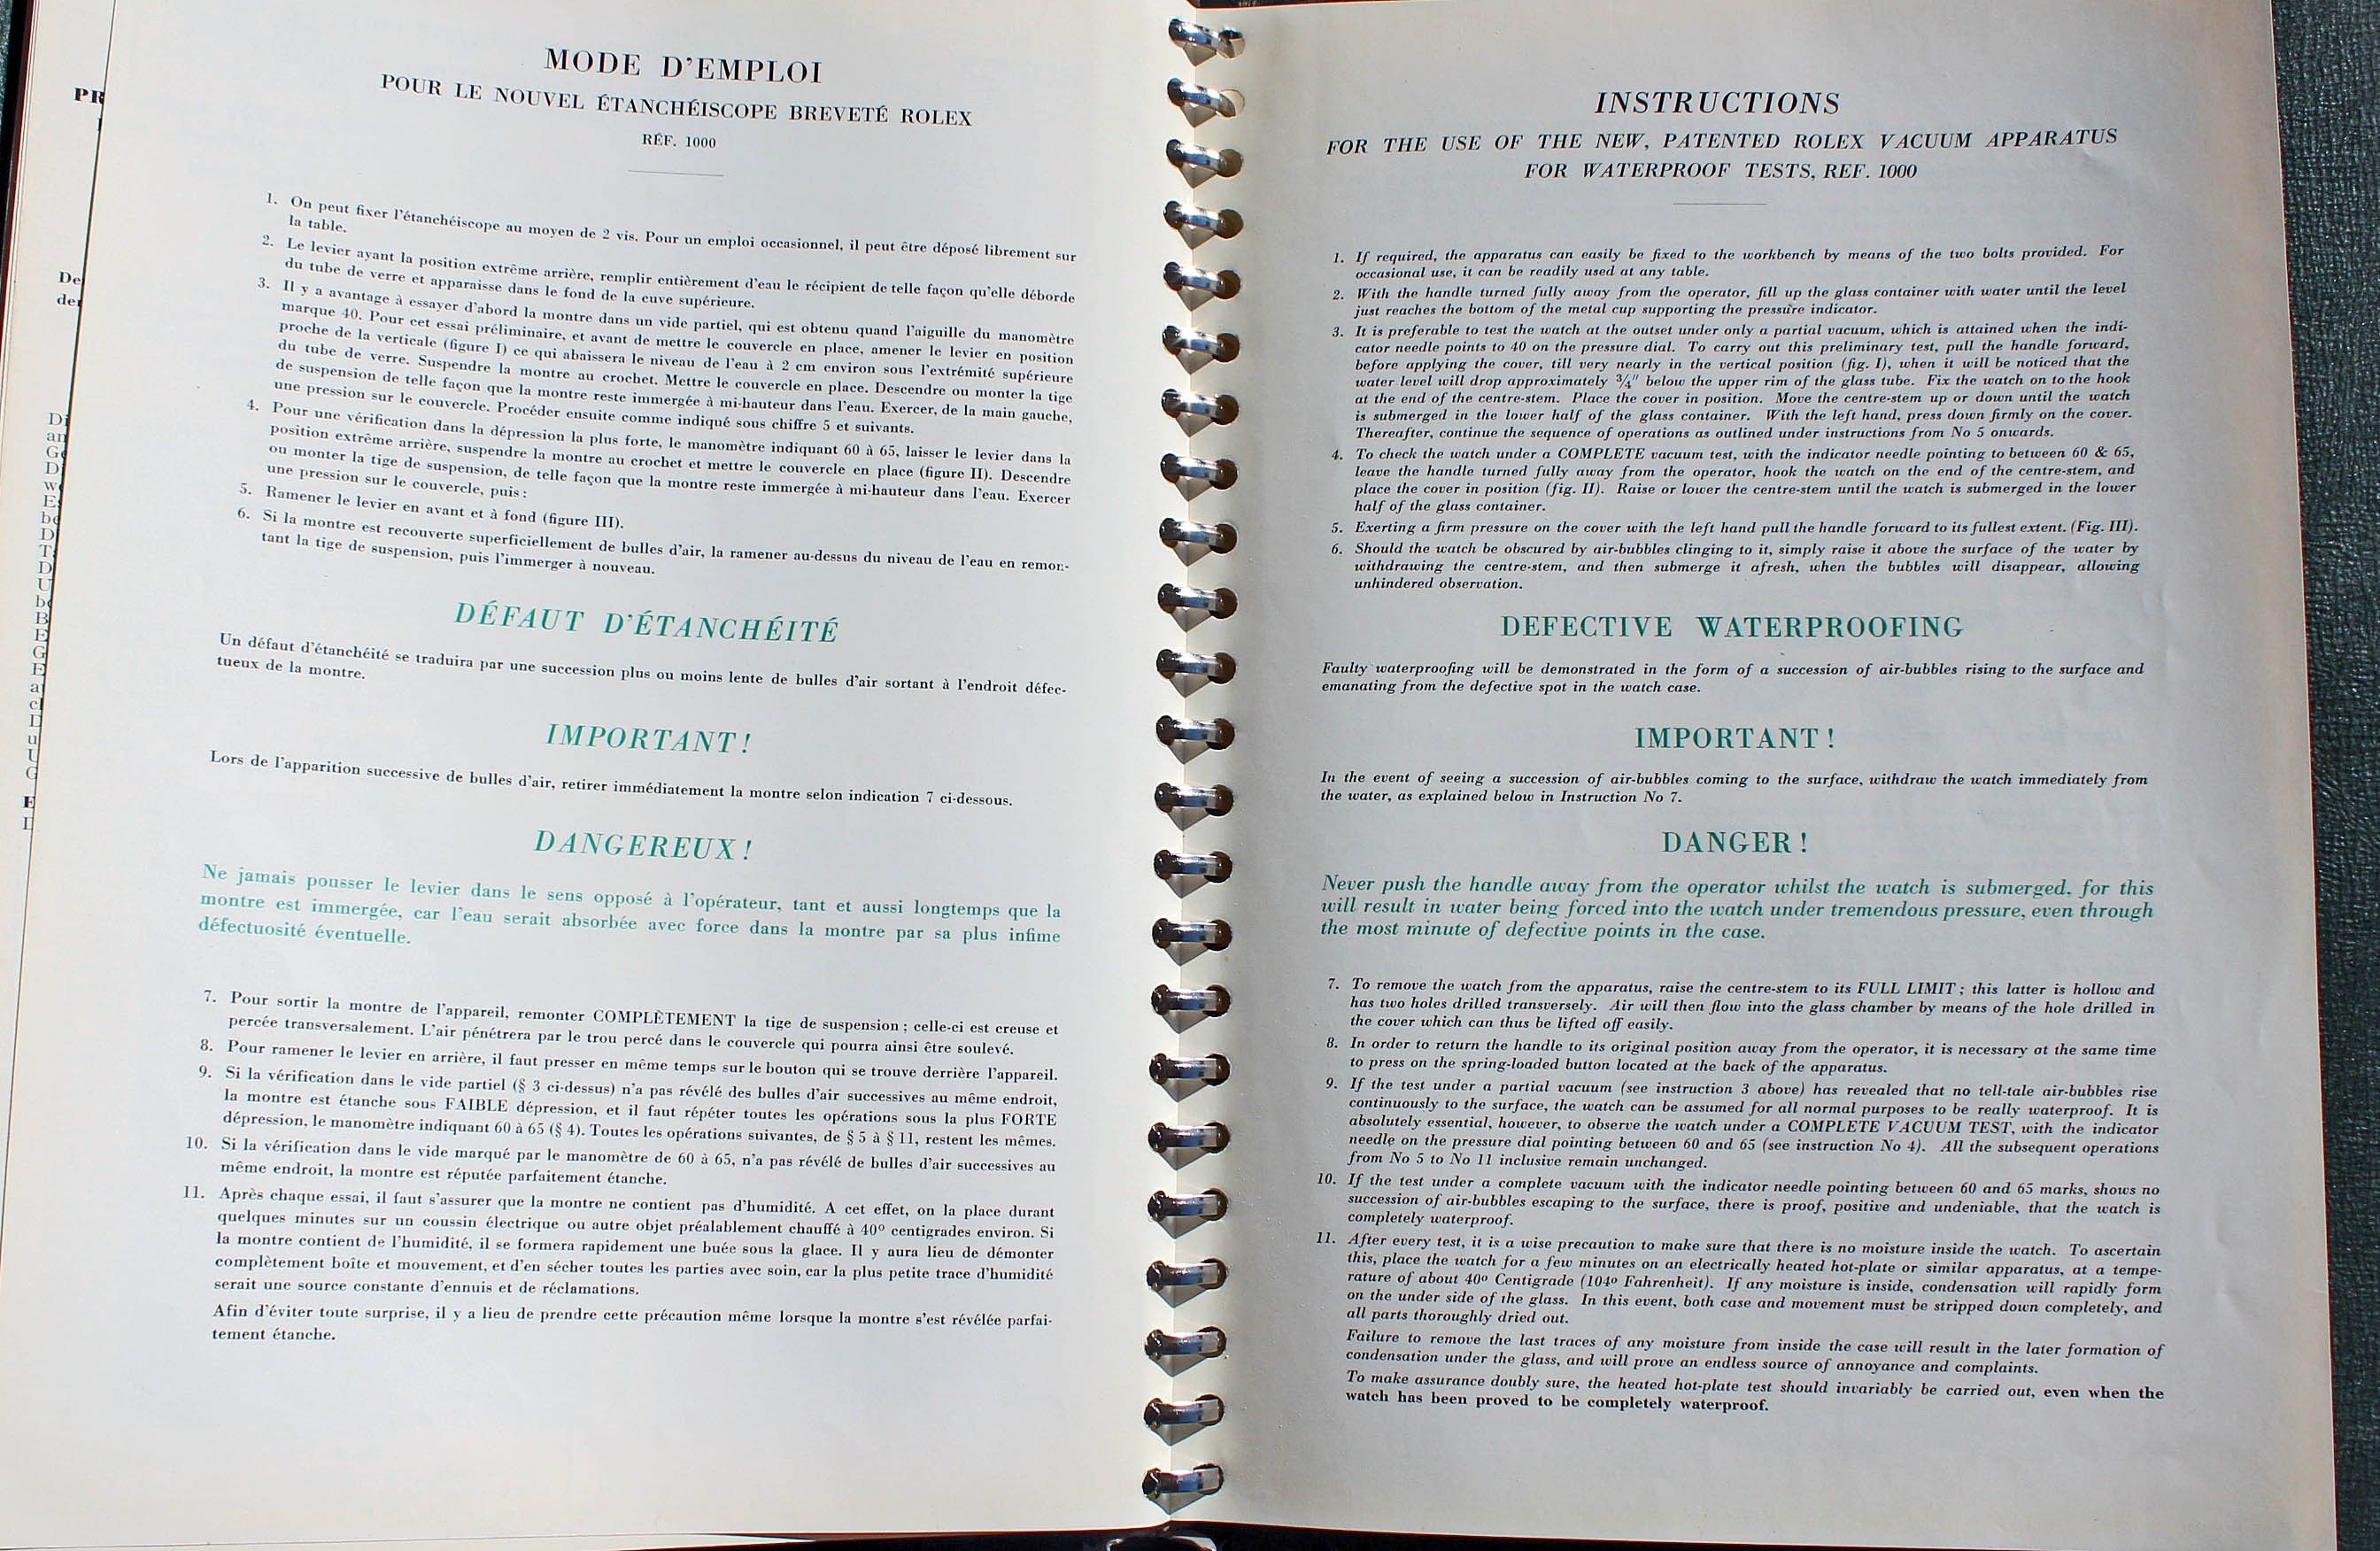 PR
De
de
MODE D'EMPLOI
POUR LE NOUVEL ÉTANCHÉISCOPE BREVETÉ ROLEX
RÉF. 1000
1. On peut fixer l'étanchéiscope au moyen de 2 vis. Pour un emploi occasionnel, il peut être déposé librement sur
la table.
2. Le levier ayant la position extrême arrière, remplir entièrement d'eau le récipient de telle façon qu'elle déborde
du tube de verre et apparaisse dans le fond de la cuve supérieure.
3. Il y a avantage à essayer d'abord la montre dans un vide partiel, qui est obtenu quand l'aiguille du manomètre
marque 40. Pour cet essai préliminaire, et avant de mettre le couvercle en place, amener le levier en position
proche de la verticale (figure I) ce qui abaissera le niveau de l'eau à 2 cm environ sous l'extrémité supérieure
du tube de verre. Suspendre la montre au crochet. Mettre le couvercle en place. Descendre ou monter la tige
de suspension de telle façon que la montre reste immergée à mi-hauteur dans l'eau. Exercer, de la main gauche,
une pression sur le couvercle. Procéder ensuite comme indiqué sous chiffre 5 et suivants.
4. Pour une vérification dans la dépression la plus forte, le manomètre indiquant 60 à 65, laisser le levier dans la
position extrême arrière, suspendre la montre au crochet et mettre le couvercle en place (figure II). Descendre
ou monter la tige de suspension, de telle façon que la montre reste immergée à mi-hauteur dans l'eau. Exercer
une pression sur le couvercle, puis :
5. Ramener le levier en avant et à fond (figure III).
6. Si la montre est recouverte superficiellement de bulles d'air, la ramener au-dessus du niveau de l'eau en remon-
tant la tige de suspension, puis l'immerger à nouveau.
DÉFAUT D'ÉTANCHÉITÉ
Un défaut d'étanchéité se traduira par une succession plus ou moins lente de bulles d'air sortant à l'endroit défec-
tueux de la montre.
IMPORTANT !
Lors de l'apparition successive de bulles d'air, retirer immédiatement la montre selon indication 7 ci-dessous.
DANGEREUX !
Ne jamais pousser le levier dans le sens opposé à l'opérateur, tant et aussi longtemps que la
montre est immergée, car l'eau serait absorbée avec force dans la montre par sa plus infime
défectuosité éventuelle.
7. Pour sortir la montre de l'appareil, remonter COMPLÈTEMENT la tige de suspension ; celle-ci est creuse et
percée transversalement. L'air pénétrera par le trou percé dans le couvercle qui pourra ainsi être soulevé.
8. Pour ramener le levier en arrière, il faut presser en même temps sur le bouton qui se trouve derrière l'appareil.
9. Si la vérification dans le vide partiel (§ 3 ci-dessus) n'a pas révélé des bulles d'air successives au même endroit,
la montre est étanche sous FAIBLE dépression, et il faut répéter toutes les opérations sous la plus FORTE
dépression, le manomètre indiquant 60 à 65 (§ 4). Toutes les opérations suivantes, de § 5 à § 11, restent les mêmes.
10. Si la vérification dans le vide marqué par le manomètre de 60 à 65, n'a pas révélé de bulles d'air successives au
même endroit, la montre est réputée parfaitement étanche.
11. Après chaque essai, il faut s'assurer que la montre ne contient pas d'humidité. A cet effet, on la place durant
quelques minutes sur un coussin électrique ou autre objet préalablement chauffé à 40º centigrades environ. Si
la montre contient de l'humidité, il se formera rapidement une buée sous la glace. Il y aura lieu de démonter
complètement boîte et mouvement, et d'en sécher toutes les parties avec soin, car la plus petite trace d'humidité
serait une source constante d'ennuis et de réclamations.
Afin d'éviter toute surprise, il y a lieu de prendre cette précaution même lorsque la montre s'est révélée parfai-
tement étanche.
INSTRUCTIONS
FOR THE USE OF THE NEW, PATENTED ROLEX VACUUM APPARATUS
FOR WATERPROOF TESTS, REF. 1000
1. If required, the apparatus can easily be fixed to the workbench by means of the two bolts provided. For
occasional use, it can be readily used at any table.
2. With the handle turned fully away from the operator, fill up the glass container with water until the level
just reaches the bottom of the metal cup supporting the pressure indicator.
3. It is preferable to test the watch at the outset under only a partial vacuum, which is attained when the indi-
cator needle points to 40 on the pressure dial. To carry out this preliminary test, pull the handle forward,
before applying the cover, till very nearly in the vertical position (fig. I), when it will be noticed that the
water level will drop approximately ¾" below the upper rim of the glass tube. Fix the watch on to the hook
at the end of the centre-stem. Place the cover in position. Move the centre-stem up or down until the watch
is submerged in the lower half of the glass container. With the left hand, press down firmly on the cover.
Thereafter, continue the sequence of operations as outlined under instructions from No 5 onwards.
4. To check the watch under a COMPLETE vacuum test, with the indicator needle pointing to between 60 & 65,
leave the handle turned fully away from the operator, hook the watch on the end of the centre-stem, and
place the cover in position (fig. II). Raise or lower the centre-stem until the watch is submerged in the lower
half of the glass container.
5. Exerting a firm pressure on the cover with the left hand pull the handle forward to its fullest extent. (Fig. III).
6. Should the watch be obscured by air-bubbles clinging to it, simply raise it above the surface of the water by
withdrawing the centre-stem, and then submerge it afresh, when the bubbles will disappear, allowing
unhindered observation.
DEFECTIVE WATERPROOFING
Faulty waterproofing will be demonstrated in the form of a succession of air-bubbles rising to the surface and
emanating from the defective spot in the watch case.
IMPORTANT !
In the event of seeing a succession of air-bubbles coming to the surface, withdraw the watch immediately from
the water, as explained below in Instruction No 7.
DANGER !
Never push the handle away from the operator whilst the watch is submerged, for this
will result in water being forced into the watch under tremendous pressure, even through
the most minute of defective points in the case.
7. To remove the watch from the apparatus, raise the centre-stem to its FULL LIMIT ; this latter is hollow and
has two holes drilled transversely. Air will then flow into the glass chamber by means of the hole drilled in
the cover which can thus be lifted off easily.
8. In order to return the handle to its original position away from the operator, it is necessary at the same time
to press on the spring-loaded button located at the back of the apparatus.
9. If the test under a partial vacuum (see instruction 3 above) has revealed that no tell-tale air-bubbles rise
continuously to the surface, the watch can be assumed for all normal purposes to be really waterproof. It is
absolutely essential, however, to observe the watch under a COMPLETE VACUUM TEST, with the indicator
needle on the pressure dial pointing between 60 and 65 (see instruction No 4). All the subsequent operations
from No 5 to No 11 inclusive remain unchanged.
10. If the test under a complete vacuum with the indicator needle pointing between 60 and 65 marks, shows no
succession of air-bubbles escaping to the surface, there is proof, positive and undeniable, that the watch is
completely waterproof.
11. After every test, it is a wise precaution to make sure that there is no moisture inside the watch. To ascertain
this, place the watch for a few minutes on an electrically heated hot-plate or similar apparatus, at a tempe-
rature of about 40º Centigrade (104º Fahrenheit). If any moisture is inside, condensation will rapidly form
on the under side of the glass. In this event, both case and movement must be stripped down completely, and
all parts thoroughly dried out.
Failure to remove the last traces of any moisture from inside the case will result in the later formation of
condensation under the glass, and will prove an endless source of annoyance and complaints.
To make assurance doubly sure, the heated hot-plate test should invariably be carried out, even when the
watch has been proved to be completely waterproof.